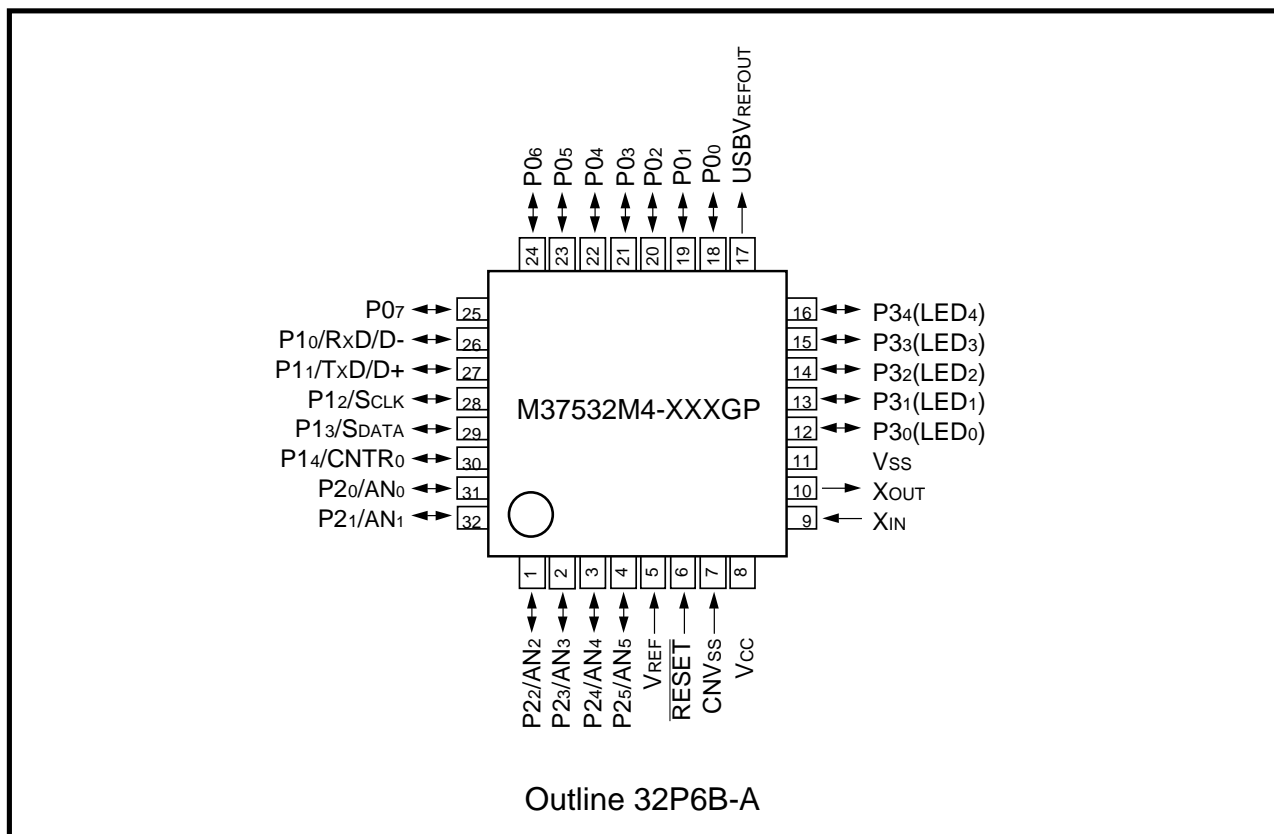 P06
P05
P04
P03
P02
P01
P00
USBVREFOUT
24
23
22
21
20
19
18
17
P07
25
P10/RXD/D-
26
P11/TXD/D+
27
P12/SCLK
28
P13/SDATA
29
P14/CNTR0
30
P20/AN0
31
P21/AN1
32
M37532M4-XXXGP
16
P34(LED4)
15
P33(LED3)
14
P32(LED2)
13
P31(LED1)
12
P30(LED0)
11
VSS
10
XOUT
9
XIN
1
2
3
4
5
6
7
8
P22/AN2
P23/AN3
P24/AN4
P25/AN5
VREF
RESET
CNVSS
VCC
Outline 32P6B-A